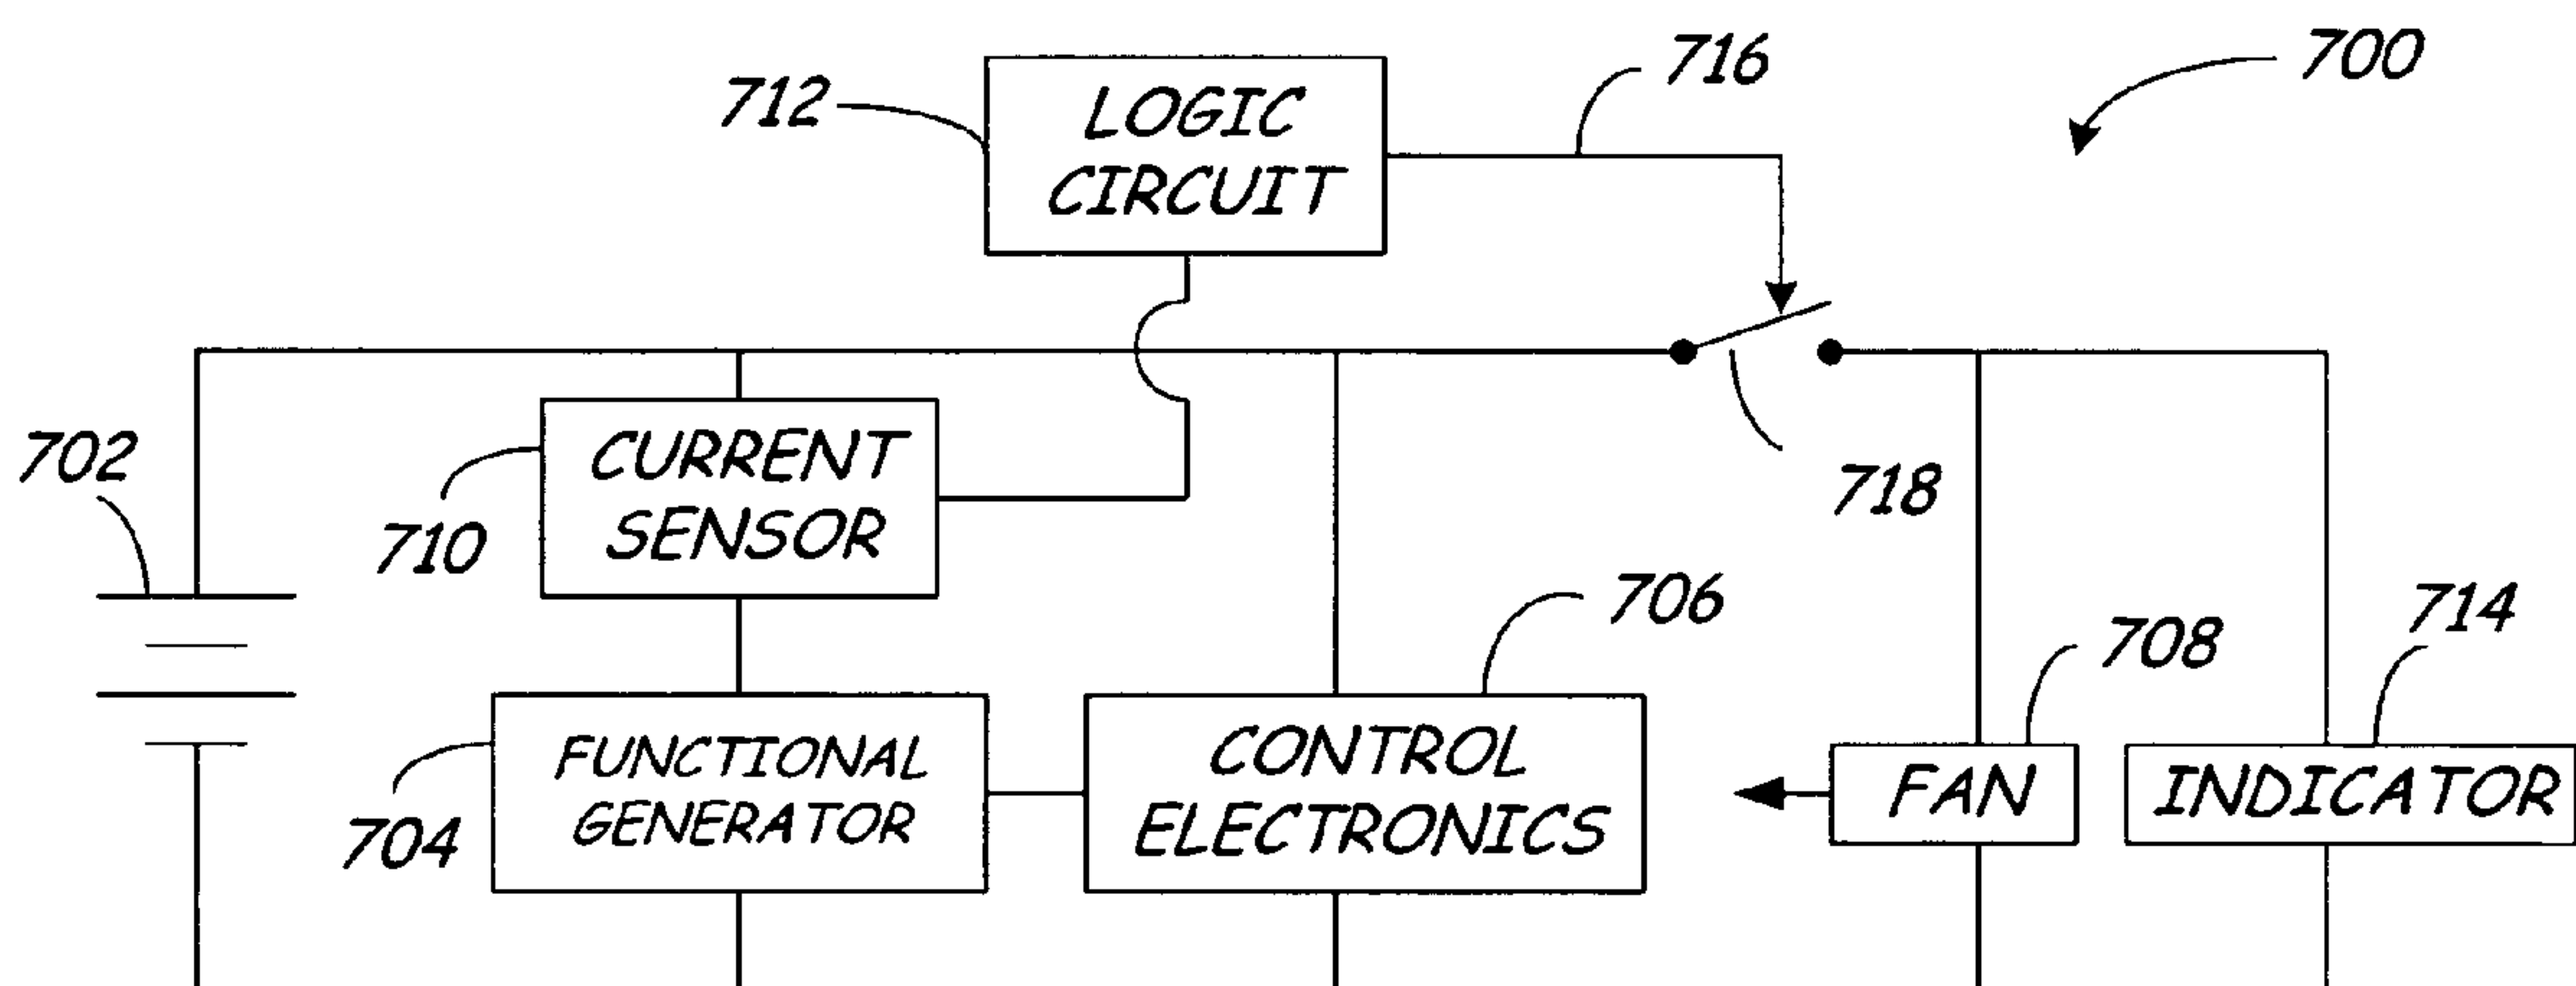 700
716
712
LOGIC
CIRCUIT
702
710
CURRENT
SENSOR
718
706
708
714
704
FUNCTIONAL
GENERATOR
CONTROL
ELECTRONICS
FAN
INDICATOR